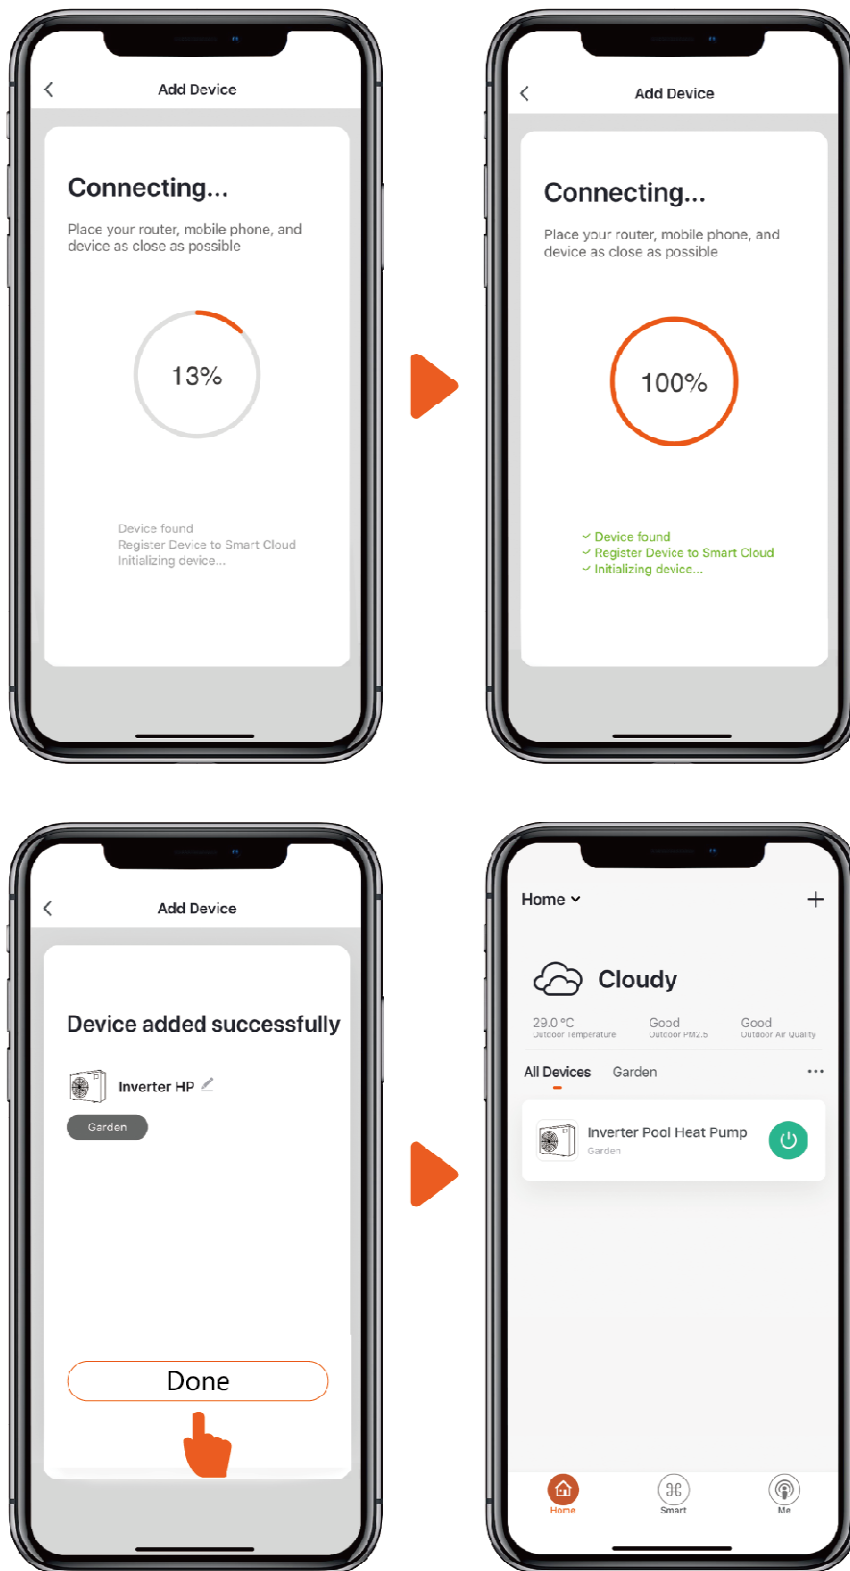 Add Device
Connecting...
Place your router, mobile phone, and
device as close as possible
13%
Device found
Register Device to Smart Cloud
Initializing device...
Add Device
Connecting...
Place your router, mobile phone, and
device as close as possible
100%
Device found
Register Device to Smart Cloud
Initializing device...
Add Device
Device added successfully
Inverter HP
Garden
Done
Home
Cloudy
29.0 °C Good Good
Outdoor Temperature Outdoor PM2.5 Outdoor Air Quality
All Devices Garden
Inverter Pool Heat Pump
Garden
Home Smart Me